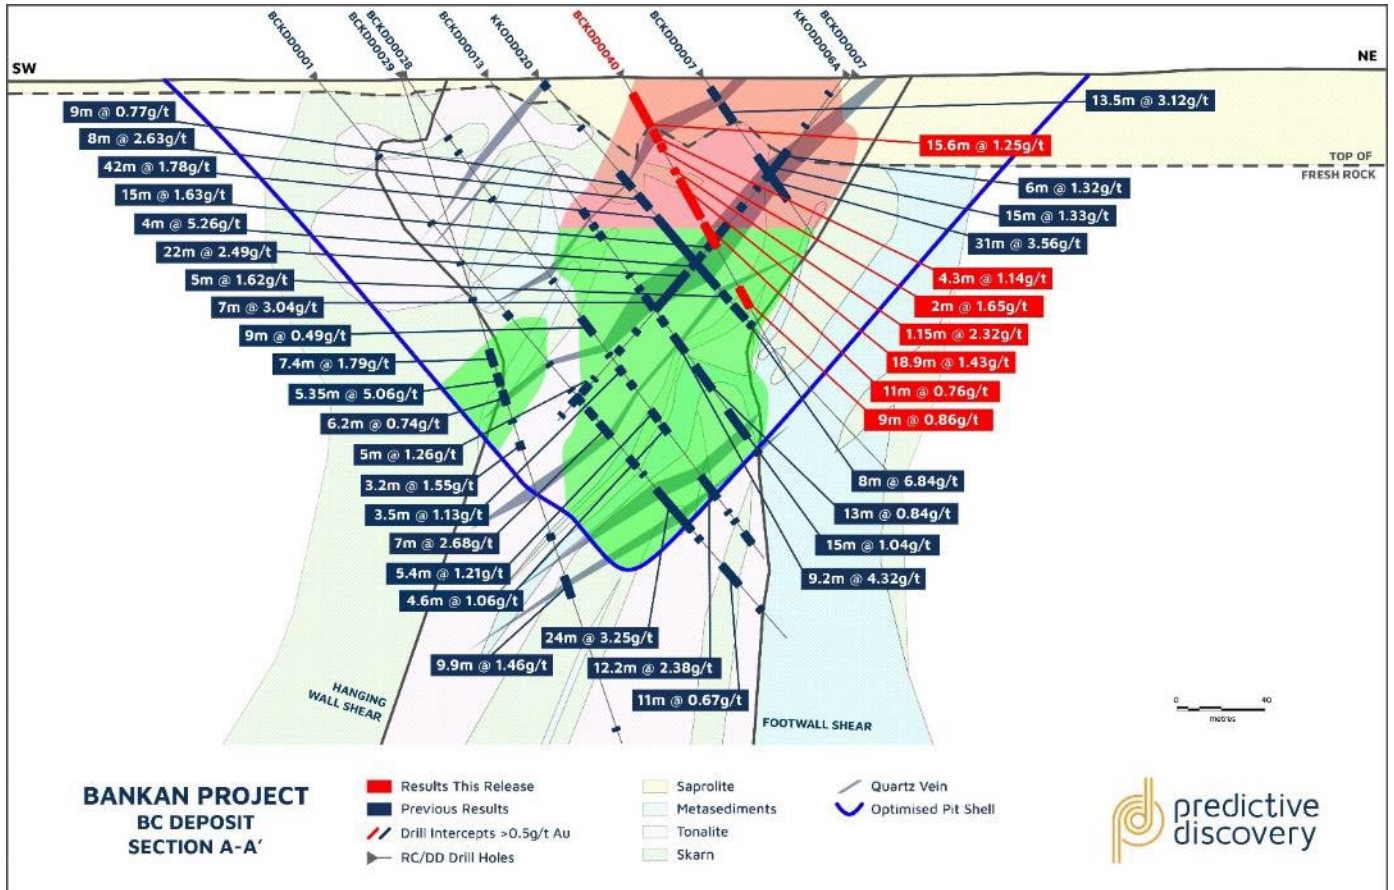 BCKDD0001
BCKDD0029
BCKDD0028
BCKDD0013
KKODD020
BCKDD0040
BCKDD0007
KKODD006A
BCKDD0007
SW
NE
9m @ 0.77g/t
8m @ 2.63g/t
42m @ 1.78g/t
15m @ 1.63g/t
4m @ 5.26g/t
22m @ 2.49g/t
5m @ 1.62g/t
7m @ 3.04g/t
9m @ 0.49g/t
7.4m @ 1.79g/t
5.35m @ 5.06g/t
6.2m @ 0.74g/t
5m @ 1.26g/t
3.2m @ 1.55g/t
3.5m @ 1.13g/t
7m @ 2.68g/t
5.4m @ 1.21g/t
4.6m @ 1.06g/t
9.9m @ 1.46g/t
24m @ 3.25g/t
12.2m @ 2.38g/t
11m @ 0.67g/t
13.5m @ 3.12g/t
15.6m @ 1.25g/t
TOP OF
FRESH ROCK
6m @ 1.32g/t
15m @ 1.33g/t
31m @ 3.56g/t
4.3m @ 1.14g/t
2m @ 1.65g/t
1.15m @ 2.32g/t
18.9m @ 1.43g/t
11m @ 0.76g/t
9m @ 0.86g/t
8m @ 6.84g/t
13m @ 0.84g/t
15m @ 1.04g/t
9.2m @ 4.32g/t
HANGING
WALL SHEAR
FOOTWALL SHEAR
0 40
metres
BANKAN PROJECT
BC DEPOSIT
SECTION A-A'
Results This Release
Previous Results
Drill Intercepts >0.5g/t Au
RC/DD Drill Holes
Saprolite
Metasediments
Tonalite
Skarn
Quartz Vein
Optimised Pit Shell
predictive
discovery